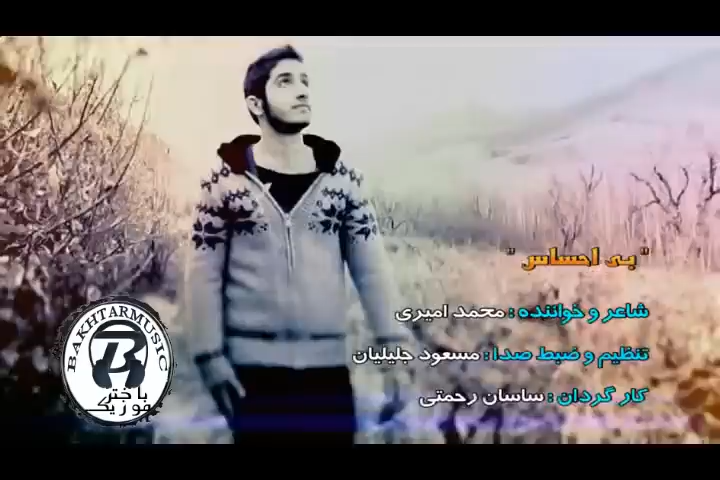 " بی احساس "
شاعر و خواننده : محمد امیری
تنظیم و ضبط صدا : مسعود جلیلیان
کار گردان : ساسان رحمتی
BAKHTARMUSIC
باختر
موزیک